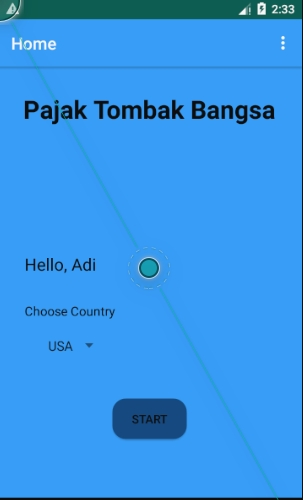 2:33
Home
Pajak Tombak Bangsa
Hello, Adi
Choose Country
USA
START